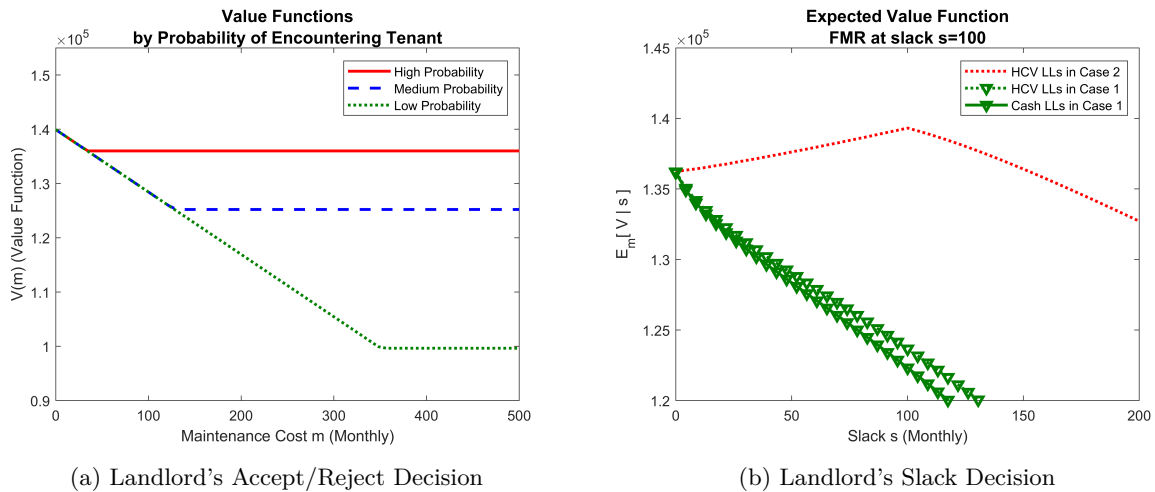 Value Functions
by Probability of Encountering Tenant
×10^5
High Probability
Medium Probability
Low Probability
1.5
1.4
1.3
1.2
1.1
1
0.9
V(m) (Value Function)
0 100 200 300 400 500
Maintenance Cost m (Monthly)
(a) Landlord's Accept/Reject Decision
Expected Value Function
FMR at slack s=100
×10^5
HCV LLs in Case 2
HCV LLs in Case 1
Cash LLs in Case 1
1.45
1.4
1.35
1.3
1.25
1.2
E_m[ V | s]
0 50 100 150 200
Slack s (Monthly)
(b) Landlord's Slack Decision